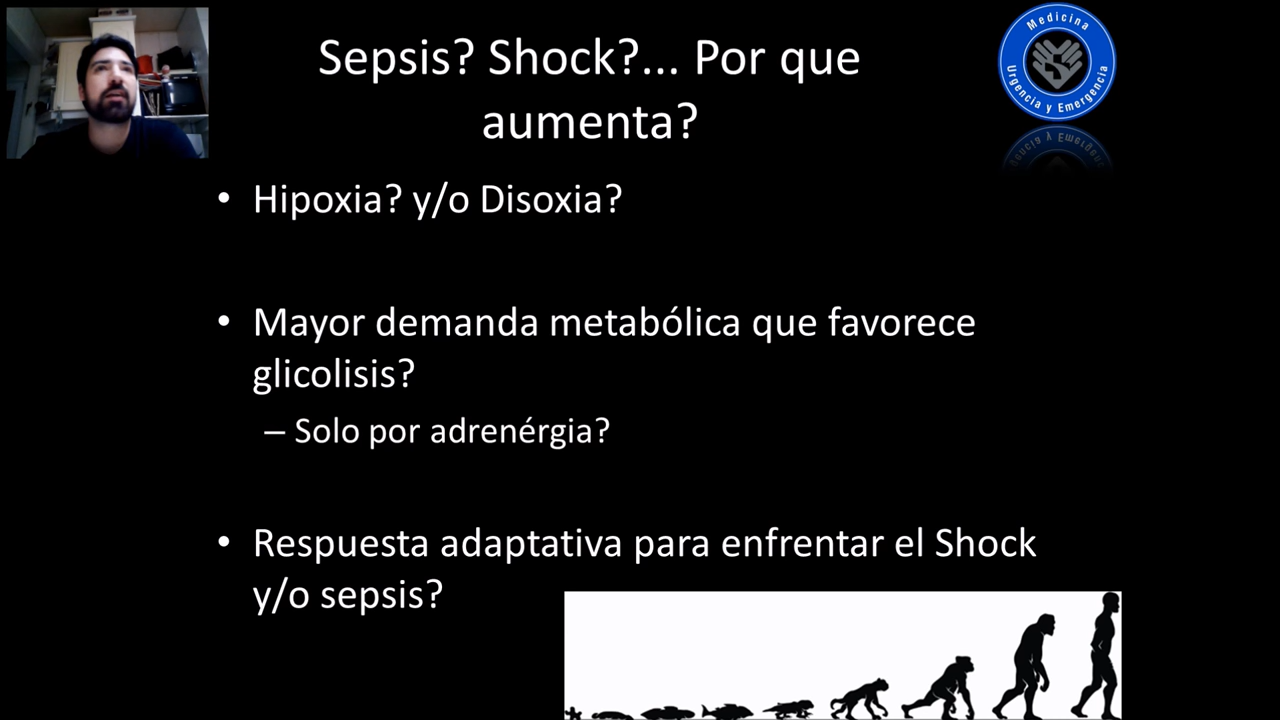 Sepsis? Shock?... Por que
aumenta?
Medicina
Urgencia y Emergencia
• Hipoxia? y/o Disoxia?
• Mayor demanda metabólica que favorece
glicolisis?
– Solo por adrenérgia?
• Respuesta adaptativa para enfrentar el Shock
y/o sepsis?